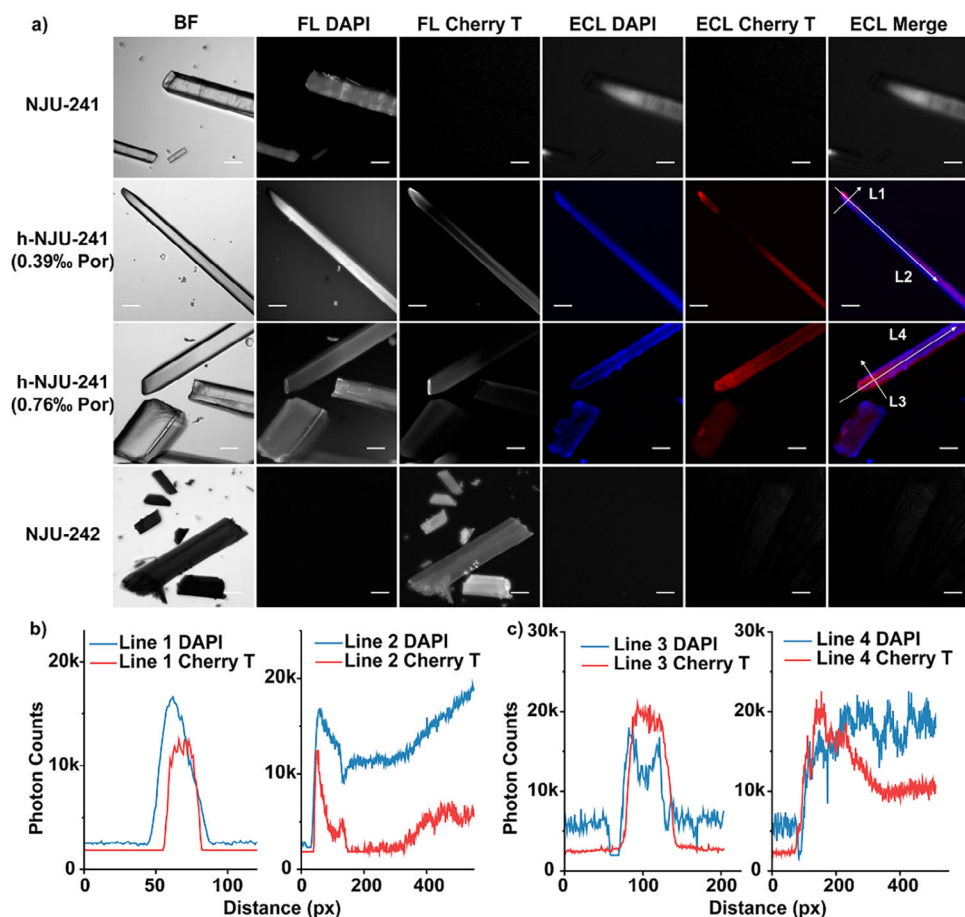 a) BF FL DAPI FL Cherry T ECL DAPI ECL Cherry T ECL Merge
NJU-241
h-NJU-241
(0.39‰ Por)
L1
L2
h-NJU-241
(0.76‰ Por)
L4
L3
NJU-242
b)
Line 1 DAPI
Line 1 Cherry T
20k
10k
0
0 50 100
Photon Counts
Line 2 DAPI
Line 2 Cherry T
20k
10k
0
0 200 400
Distance (px)
c)
30k
Line 3 DAPI
Line 3 Cherry T
20k
10k
0
0 100 200
Photon Counts
30k
Line 4 DAPI
Line 4 Cherry T
20k
10k
0
0 200 400
Distance (px)